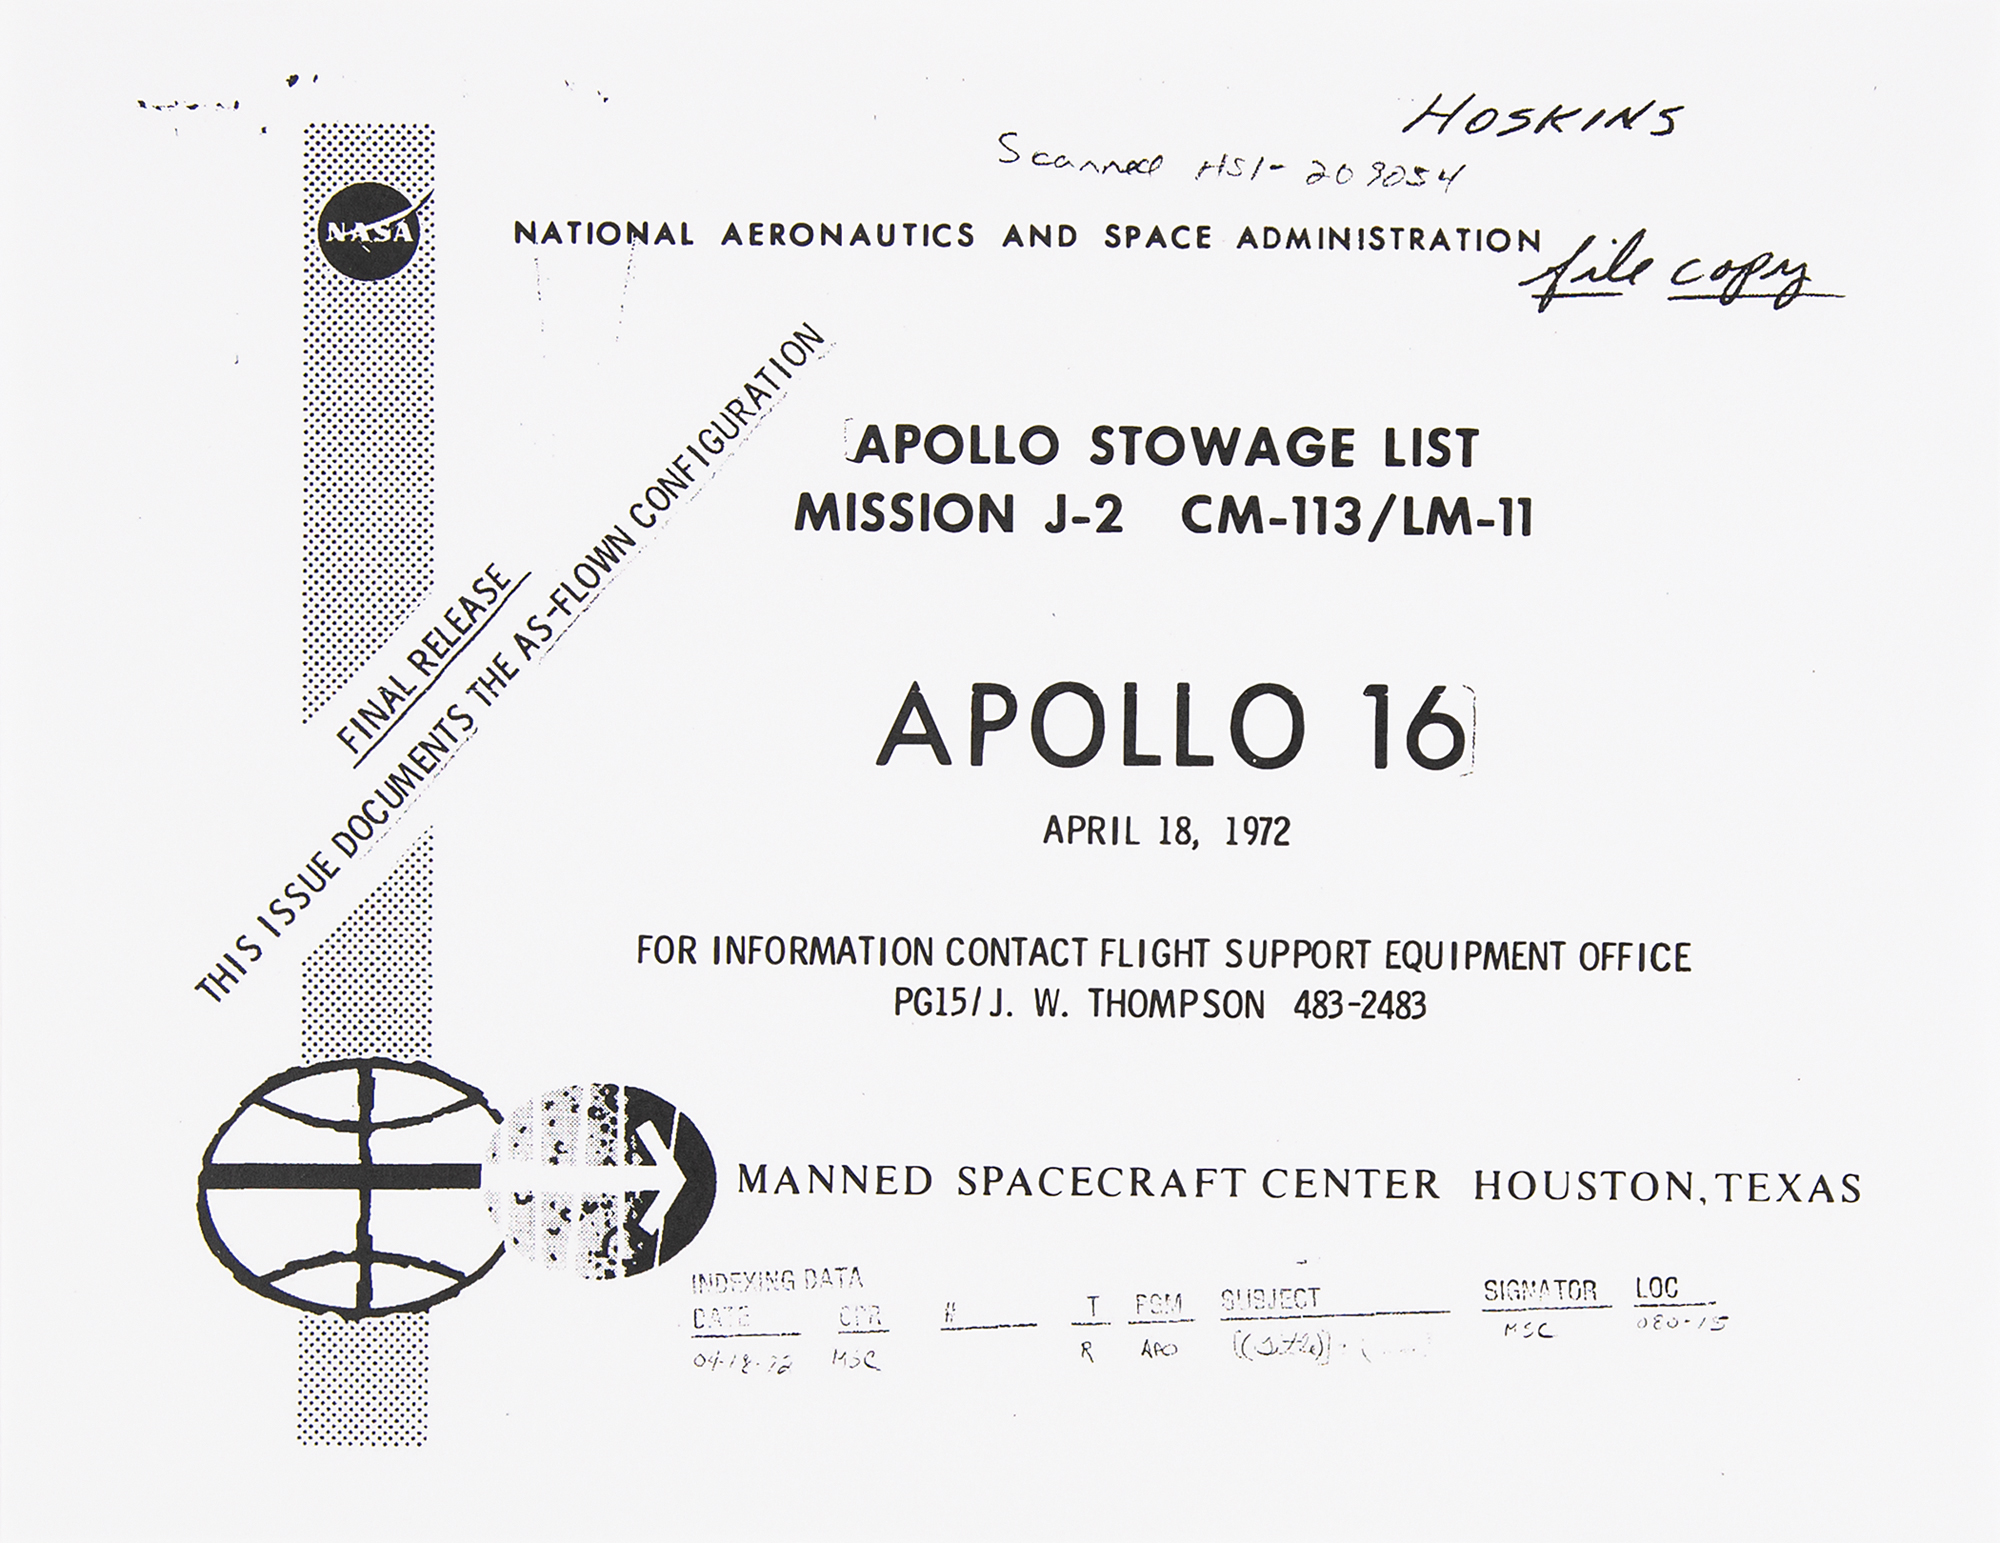 HOSKINS
Scanned HSI-209054
NASA
NATIONAL AERONAUTICS AND SPACE ADMINISTRATION
file copy
APOLLO STOWAGE LIST
MISSION J-2 CM-113/LM-11
FINAL RELEASE
THIS ISSUE DOCUMENTS THE AS-FLOWN CONFIGURATION
APOLLO 16
APRIL 18, 1972
FOR INFORMATION CONTACT FLIGHT SUPPORT EQUIPMENT OFFICE
PG15/J. W. THOMPSON 483-2483
MANNED SPACECRAFT CENTER HOUSTON, TEXAS
INDEXING DATA
DATE OPR # T PGM SUBJECT SIGNATOR LOC
04-18-72 MSC R APO MSC 080-15